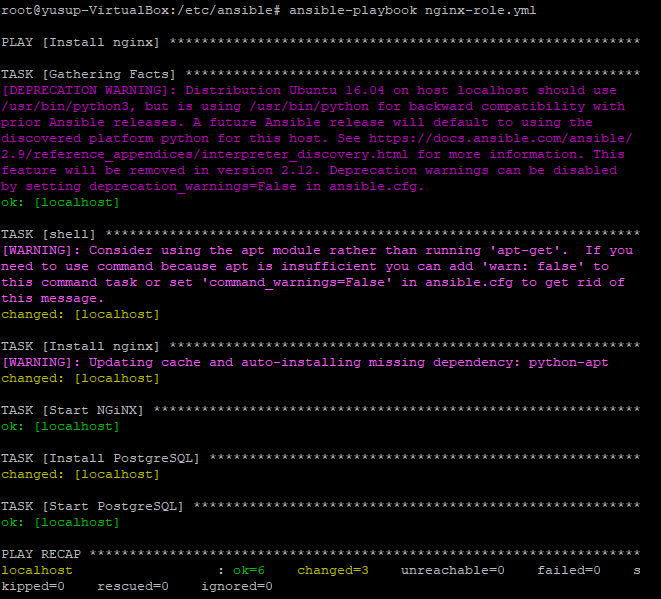 root@yusup-VirtualBox:/etc/ansible# ansible-playbook nginx-role.yml
PLAY [Install nginx] ***********************************************************
TASK [Gathering Facts] *********************************************************
[DEPRECATION WARNING]: Distribution Ubuntu 16.04 on host localhost should use
/usr/bin/python3, but is using /usr/bin/python for backward compatibility with
prior Ansible releases. A future Ansible release will default to using the
discovered platform python for this host. See https://docs.ansible.com/ansible/
2.9/reference_appendices/interpreter_discovery.html for more information. This
feature will be removed in version 2.12. Deprecation warnings can be disabled
by setting deprecation_warnings=False in ansible.cfg.
ok: [localhost]
TASK [shell] *******************************************************************
[WARNING]: Consider using the apt module rather than running 'apt-get'.  If you
need to use command because apt is insufficient you can add 'warn: false' to
this command task or set 'command_warnings=False' in ansible.cfg to get rid of
this message.
changed: [localhost]
TASK [Install nginx] ***********************************************************
[WARNING]: Updating cache and auto-installing missing dependency: python-apt
changed: [localhost]
TASK [Start NGiNX] *************************************************************
ok: [localhost]
TASK [Install PostgreSQL] ******************************************************
changed: [localhost]
TASK [Start PostgreSQL] ********************************************************
ok: [localhost]
PLAY RECAP *********************************************************************
localhost                  : ok=6    changed=3    unreachable=0    failed=0    s
kipped=0    rescued=0    ignored=0